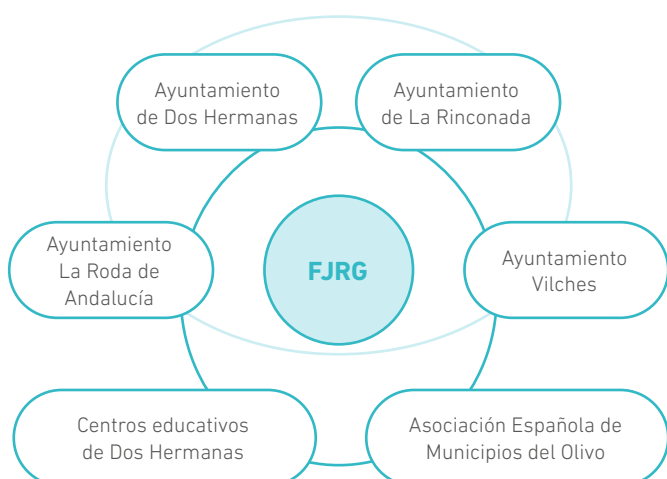 Ayuntamiento
de Dos Hermanas
Ayuntamiento
de La Rinconada
Ayuntamiento
La Roda de
Andalucía
FJRG
Ayuntamiento
Vilches
Centros educativos
de Dos Hermanas
Asociación Española de
Municipios del Olivo